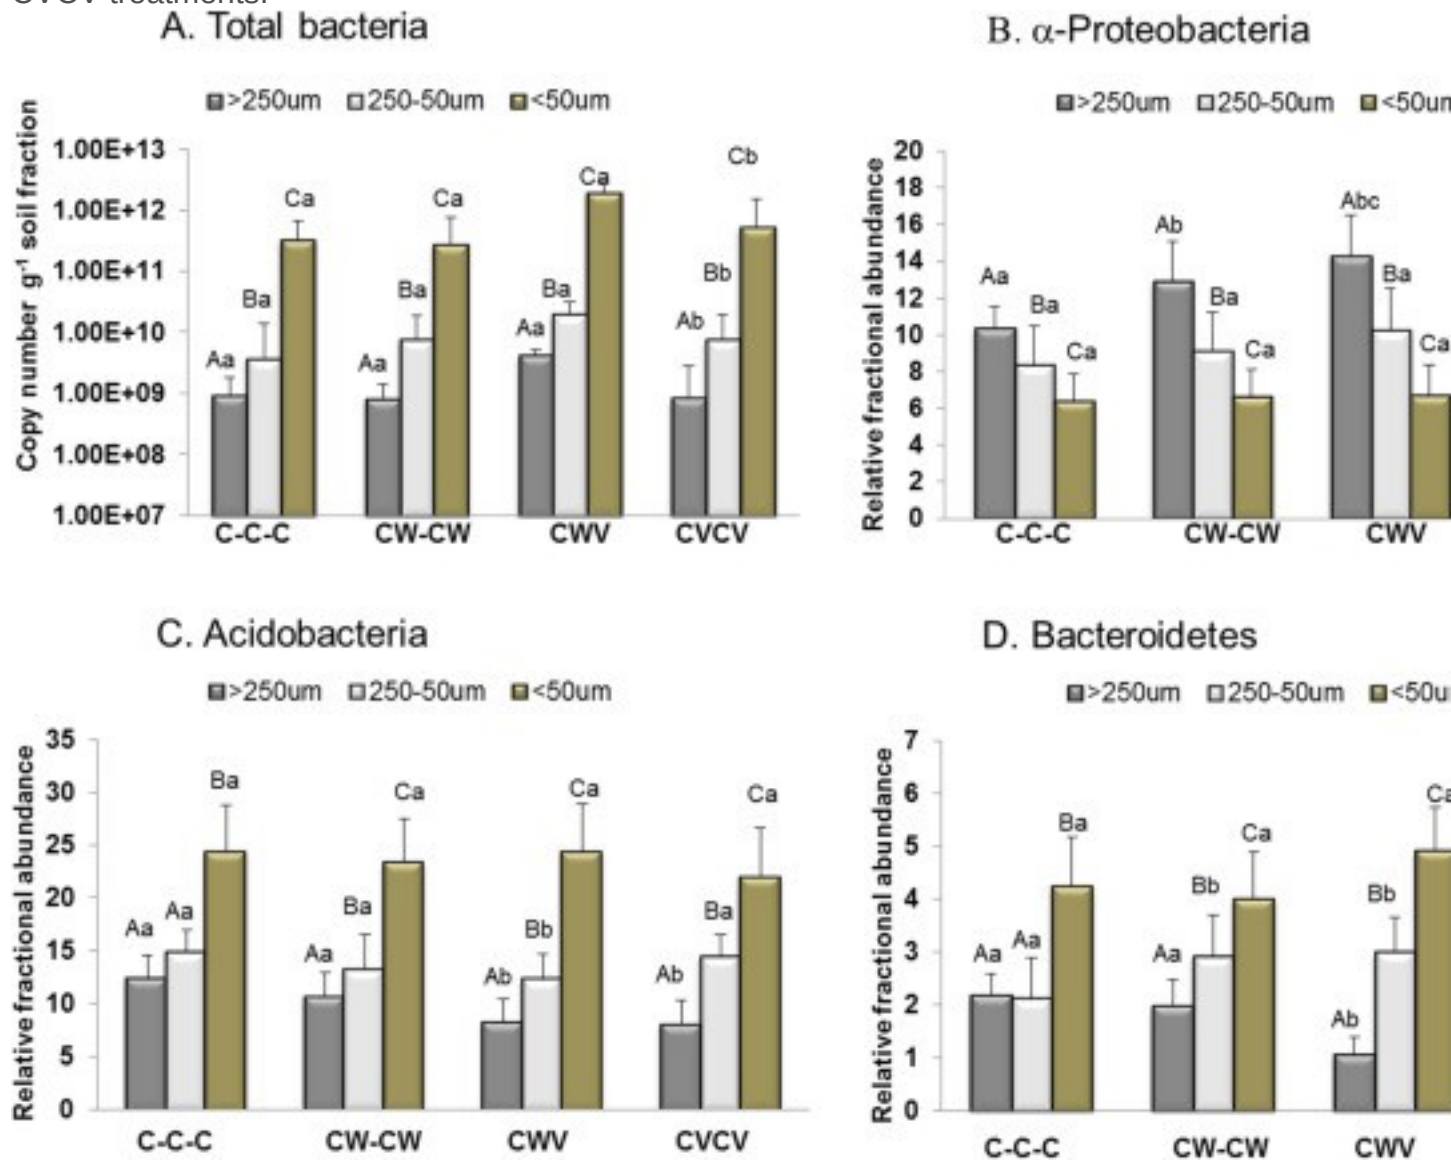 A. Total bacteria
>250um 250-50um <50um
Copy number g-1 soil fraction
1.00E+13
1.00E+12
1.00E+11
1.00E+10
1.00E+09
1.00E+08
1.00E+07
Aa Ba Ca
Aa Ba Ca
Aa Ba Ca
Ab Bb Cb
C-C-C CW-CW CWV CVCV
B. α-Proteobacteria
>250um 250-50um <50um
Relative fractional abundance
20
18
16
14
12
10
8
6
4
2
0
Aa Ba Ca
Ab Ba Ca
Abc Ba Ca
C-C-C CW-CW CWV
C. Acidobacteria
>250um 250-50um <50um
Relative fractional abundance
35
30
25
20
15
10
5
0
Aa Aa Ba
Aa Ba Ca
Ab Bb Ca
Ab Ba Ca
C-C-C CW-CW CWV CVCV
D. Bacteroidetes
>250um 250-50um <50u
Relative fractional abundance
7
6
5
4
3
2
1
0
Aa Aa Ba
Aa Bb Ca
Ab Bb Ca
C-C-C CW-CW CWV